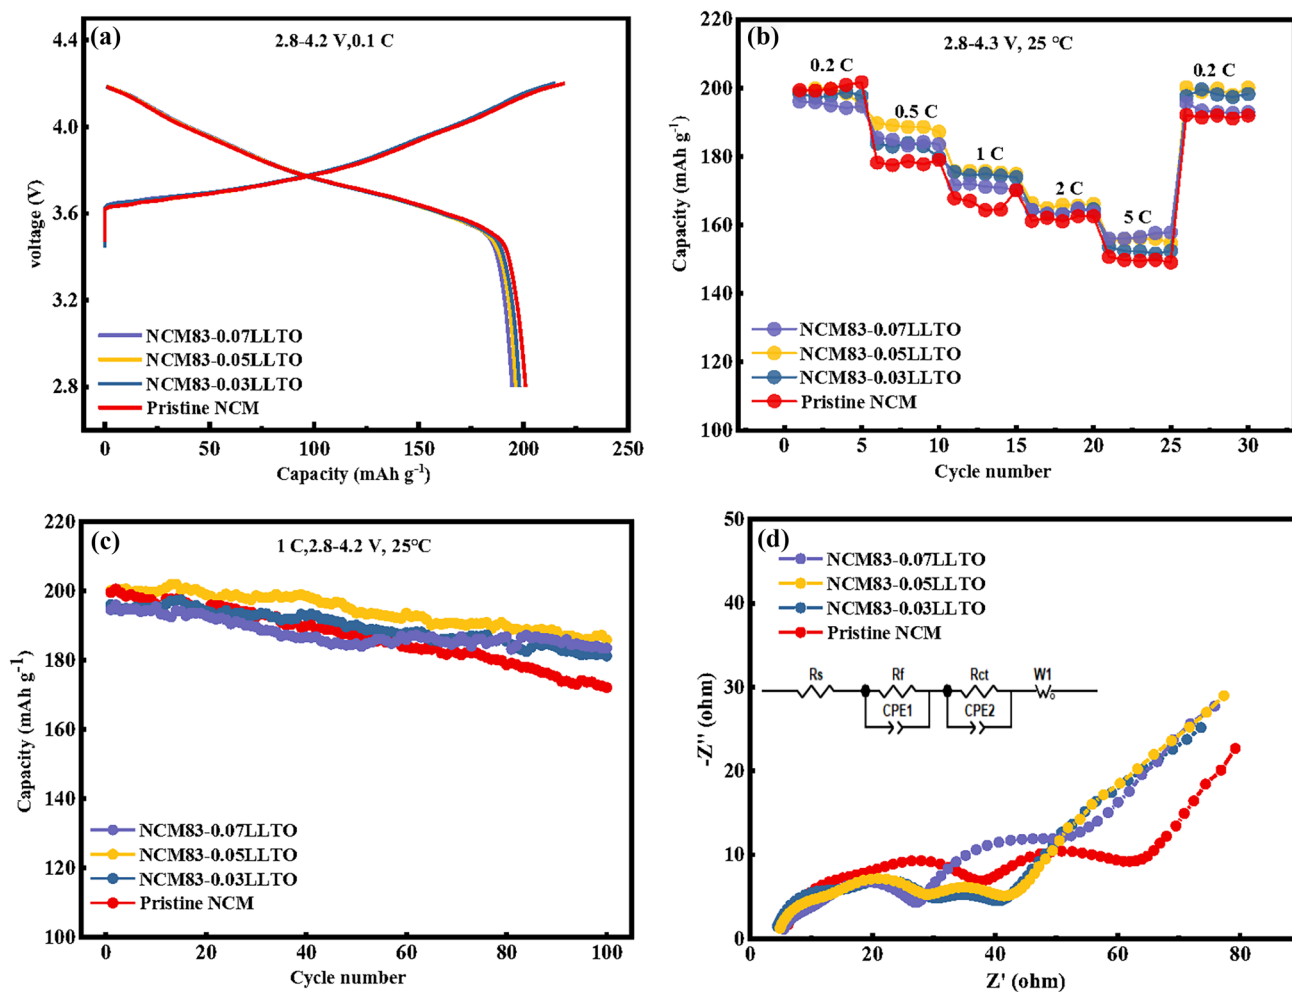 (a)
2.8-4.2 V,0.1 C
4.4
4.0
3.6
3.2
2.8
voltage (V)
NCM83-0.07LLTO
NCM83-0.05LLTO
NCM83-0.03LLTO
Pristine NCM
0
50
100
150
200
250
Capacity (mAh g⁻¹)
(b)
2.8-4.3 V, 25 °C
220
200
180
160
140
120
100
Capacity (mAh g⁻¹)
0.2 C
0.5 C
1 C
2 C
5 C
0.2 C
NCM83-0.07LLTO
NCM83-0.05LLTO
NCM83-0.03LLTO
Pristine NCM
0
5
10
15
20
25
30
Cycle number
(c)
1 C,2.8-4.2 V, 25°C
220
200
180
160
140
120
100
Capacity (mAh g⁻¹)
NCM83-0.07LLTO
NCM83-0.05LLTO
NCM83-0.03LLTO
Pristine NCM
0
20
40
60
80
100
Cycle number
(d)
50
40
30
20
10
0
-Z'' (ohm)
NCM83-0.07LLTO
NCM83-0.05LLTO
NCM83-0.03LLTO
Pristine NCM
Rs
Rf
Rct
W1
CPE1
CPE2
0
20
40
60
80
Z' (ohm)